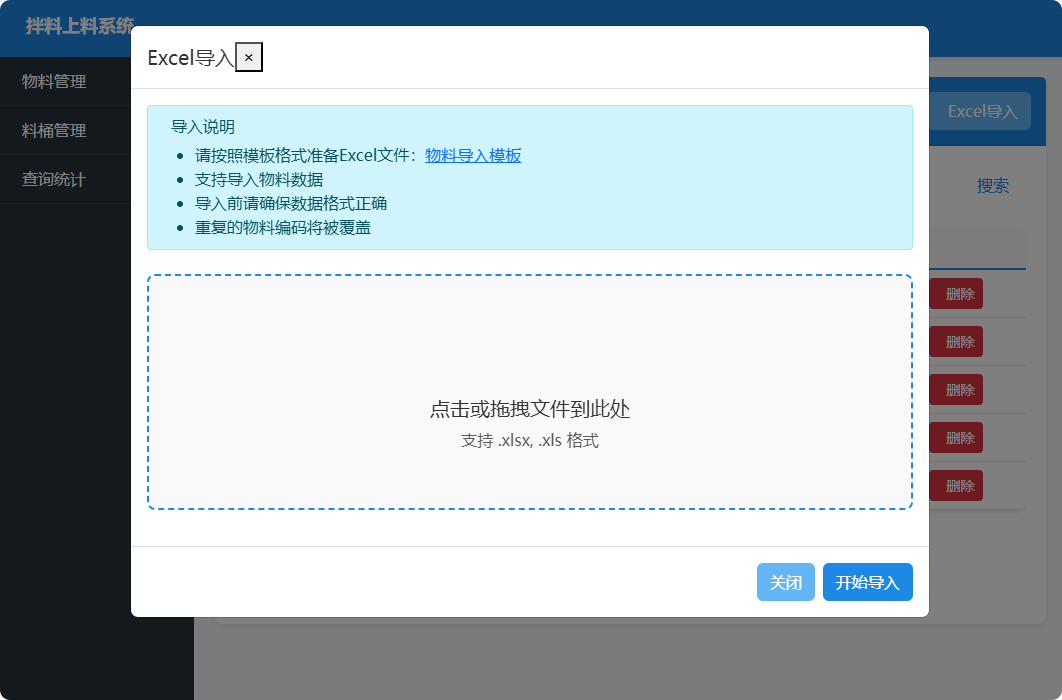 拌料上料系统
Excel导入 ×
物料管理
料桶管理
查询统计
Excel导入
导入说明
• 请按照模板格式准备Excel文件：物料导入模板
• 支持导入物料数据
• 导入前请确保数据格式正确
• 重复的物料编码将被覆盖
搜索
删除
删除
删除
删除
删除
点击或拖拽文件到此处
支持 .xlsx, .xls 格式
关闭 开始导入